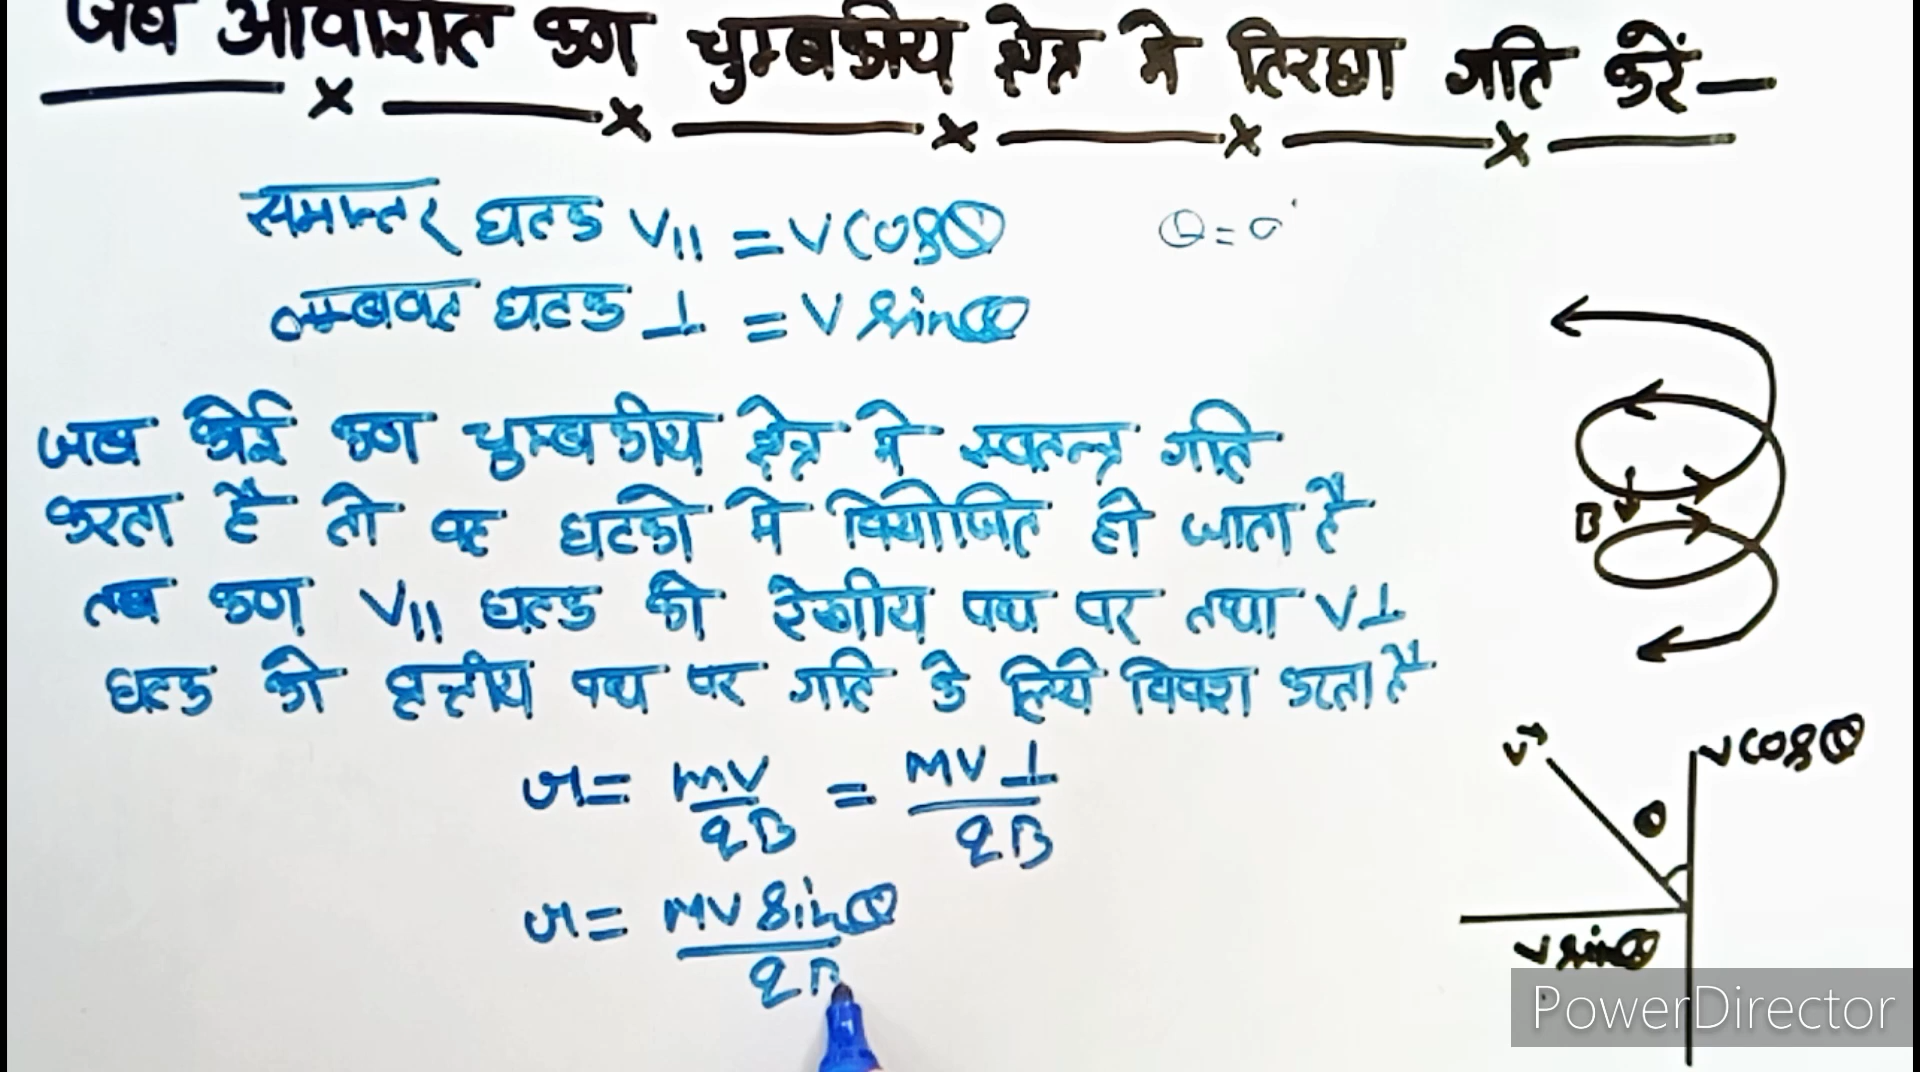 जब आवेशित कण चुम्बकीय क्षेत्र मे तिरछा गति करें—
समान्तर घटक V॥ = V cosθ θ=0°
लम्बवत घटक ⊥ = V sinθ
जब कोई कण चुम्बकीय क्षेत्र मे स्वतन्त्र गति
करता है तो वह घटको मे वियोजित हो जाता है
तब कण V॥ घटक को रेखीय पथ पर तथा V⊥
घटक को वृत्तीय पथ पर गति के लिये विवश करता है
r = mv/qB = MV⊥/qB
r = MV sinθ/qB
B
V⃗ θ V cosθ
V sinθ
PowerDirector